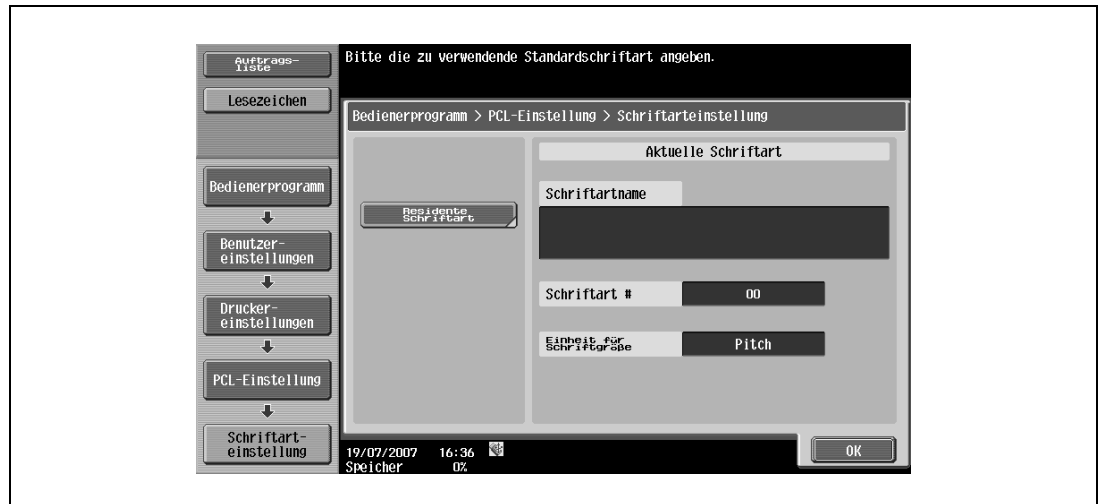 Auftrags-
liste
Lesezeichen
Bedienerprogramm
Benutzer-
einstellungen
Drucker-
einstellungen
PCL-Einstellung
Schriftart-
einstellung
Bitte die zu verwendende Standardschriftart angeben.
Bedienerprogramm > PCL-Einstellung > Schriftarteinstellung
Residente
Schriftart
Aktuelle Schriftart
Schriftartname
Schriftart # 00
Einheit für
Schriftgröße
Pitch
19/07/2007 16:36
Speicher 0%
OK